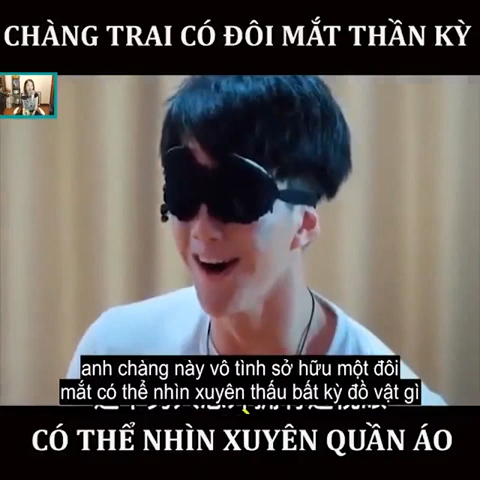 CHÀNG TRAI CÓ ĐÔI MẮT THẦN KỲ
anh chàng này vô tình sở hữu một đôi
mắt có thể nhìn xuyên thấu bất kỳ đồ vật gì
CÓ THỂ NHÌN XUYÊN QUẦN ÁO